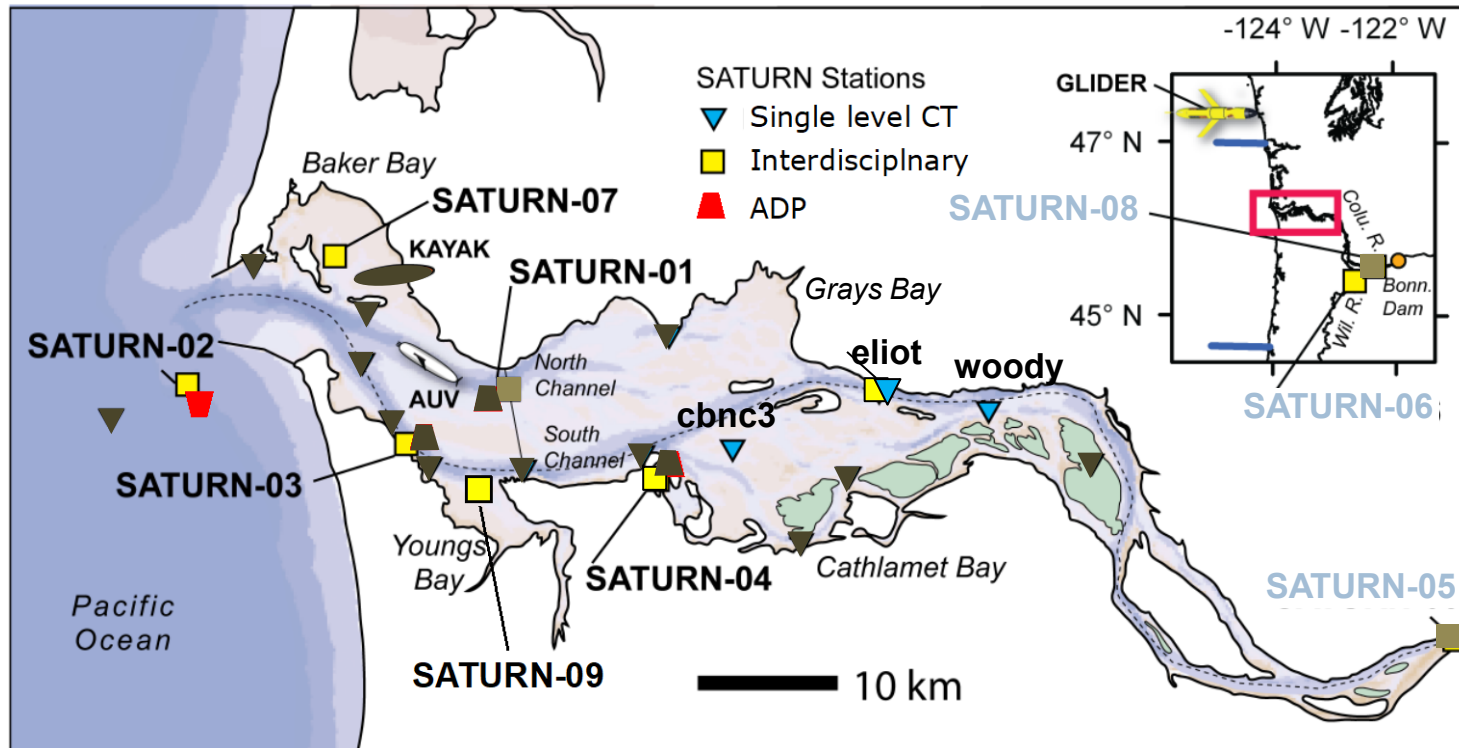 -124° W -122° W
SATURN Stations
Single level CT
Interdisciplnary
ADP
GLIDER
47° N
45° N
Colu. R.
Bonn.
Dam
Wil. R.
SATURN-08
SATURN-06
Baker Bay
SATURN-07
KAYAK
SATURN-01
Grays Bay
SATURN-02
North
Channel
eliot
woody
AUV
cbnc3
South
Channel
SATURN-03
Youngs
Bay
SATURN-04
Cathlamet Bay
SATURN-05
Pacific
Ocean
SATURN-09
10 km